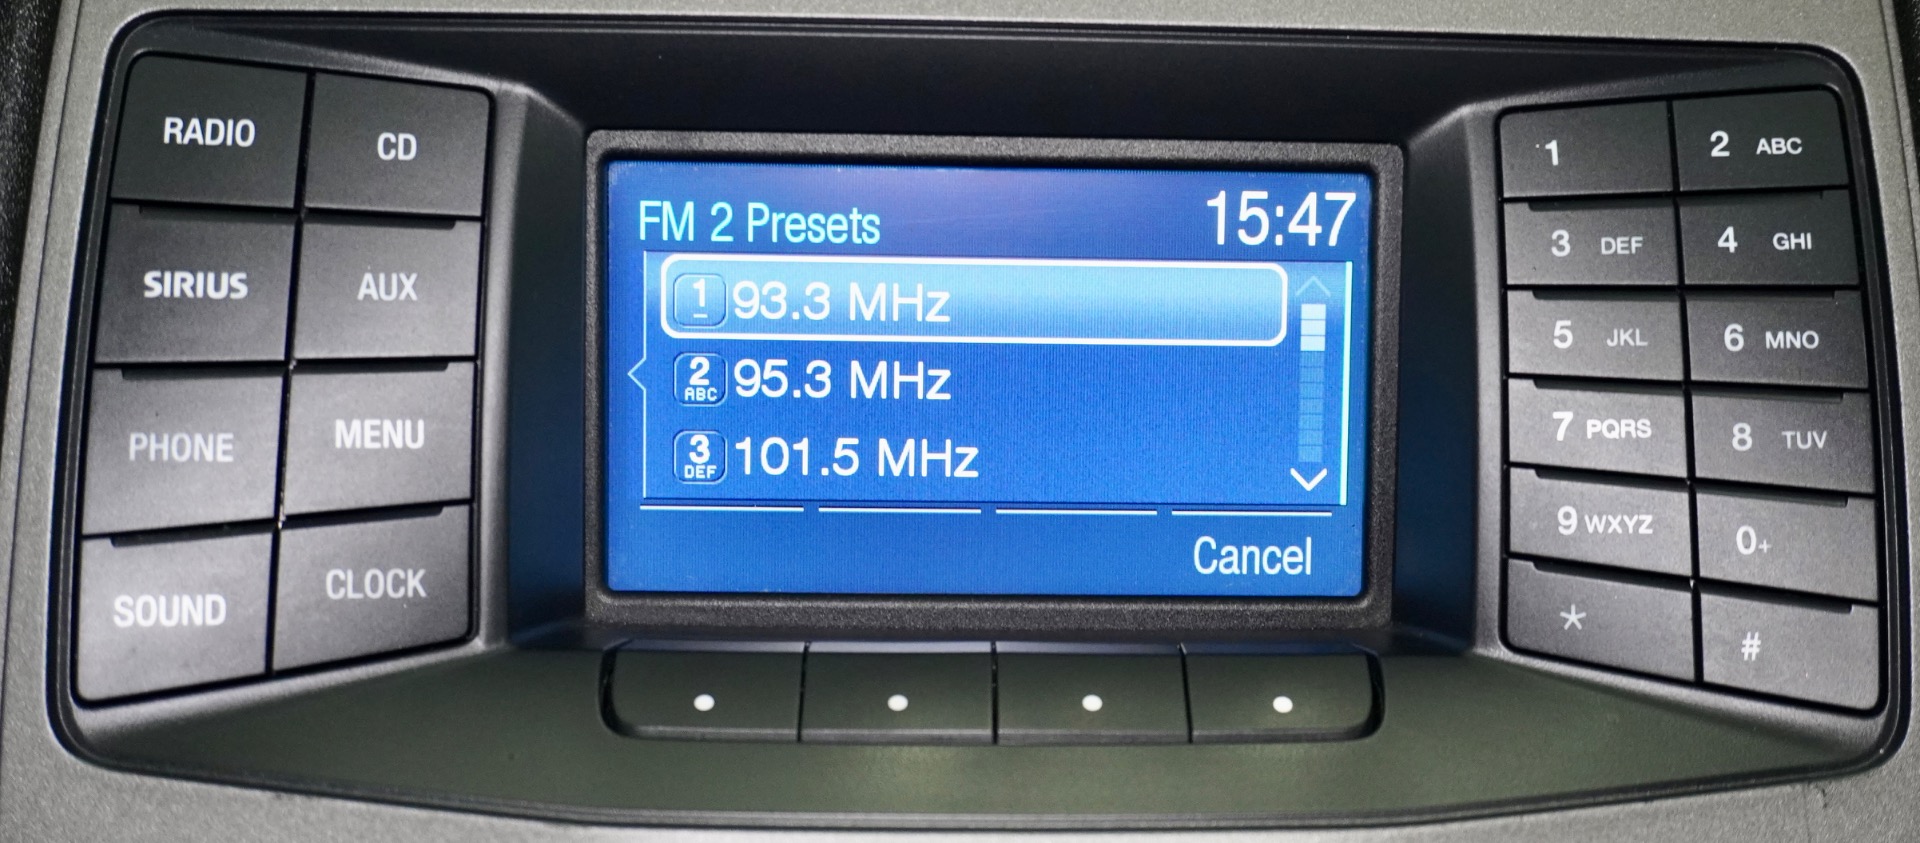 RADIO
CD
SIRIUS
AUX
PHONE
MENU
SOUND
CLOCK
FM 2 Presets
15:47
1 93.3 MHz
2 ABC 95.3 MHz
3 DEF 101.5 MHz
Cancel
1
2 ABC
3 DEF
4 GHI
5 JKL
6 MNO
7 PQRS
8 TUV
9 WXYZ
0+
*
#